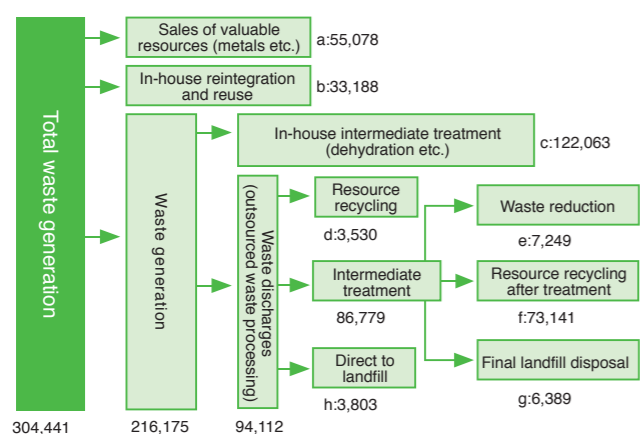 Total waste generation
304,441
Sales of valuable
resources (metals etc.)
a:55,078
In-house reintegration
and reuse
b:33,188
Waste generation
216,175
In-house intermediate treatment
(dehydration etc.)
c:122,063
Waste discharges
(outsourced waste processing)
94,112
Resource
recycling
d:3,530
Intermediate
treatment
86,779
Direct to
landfill
h:3,803
Waste reduction
e:7,249
Resource recycling
after treatment
f:73,141
Final landfill disposal
g:6,389